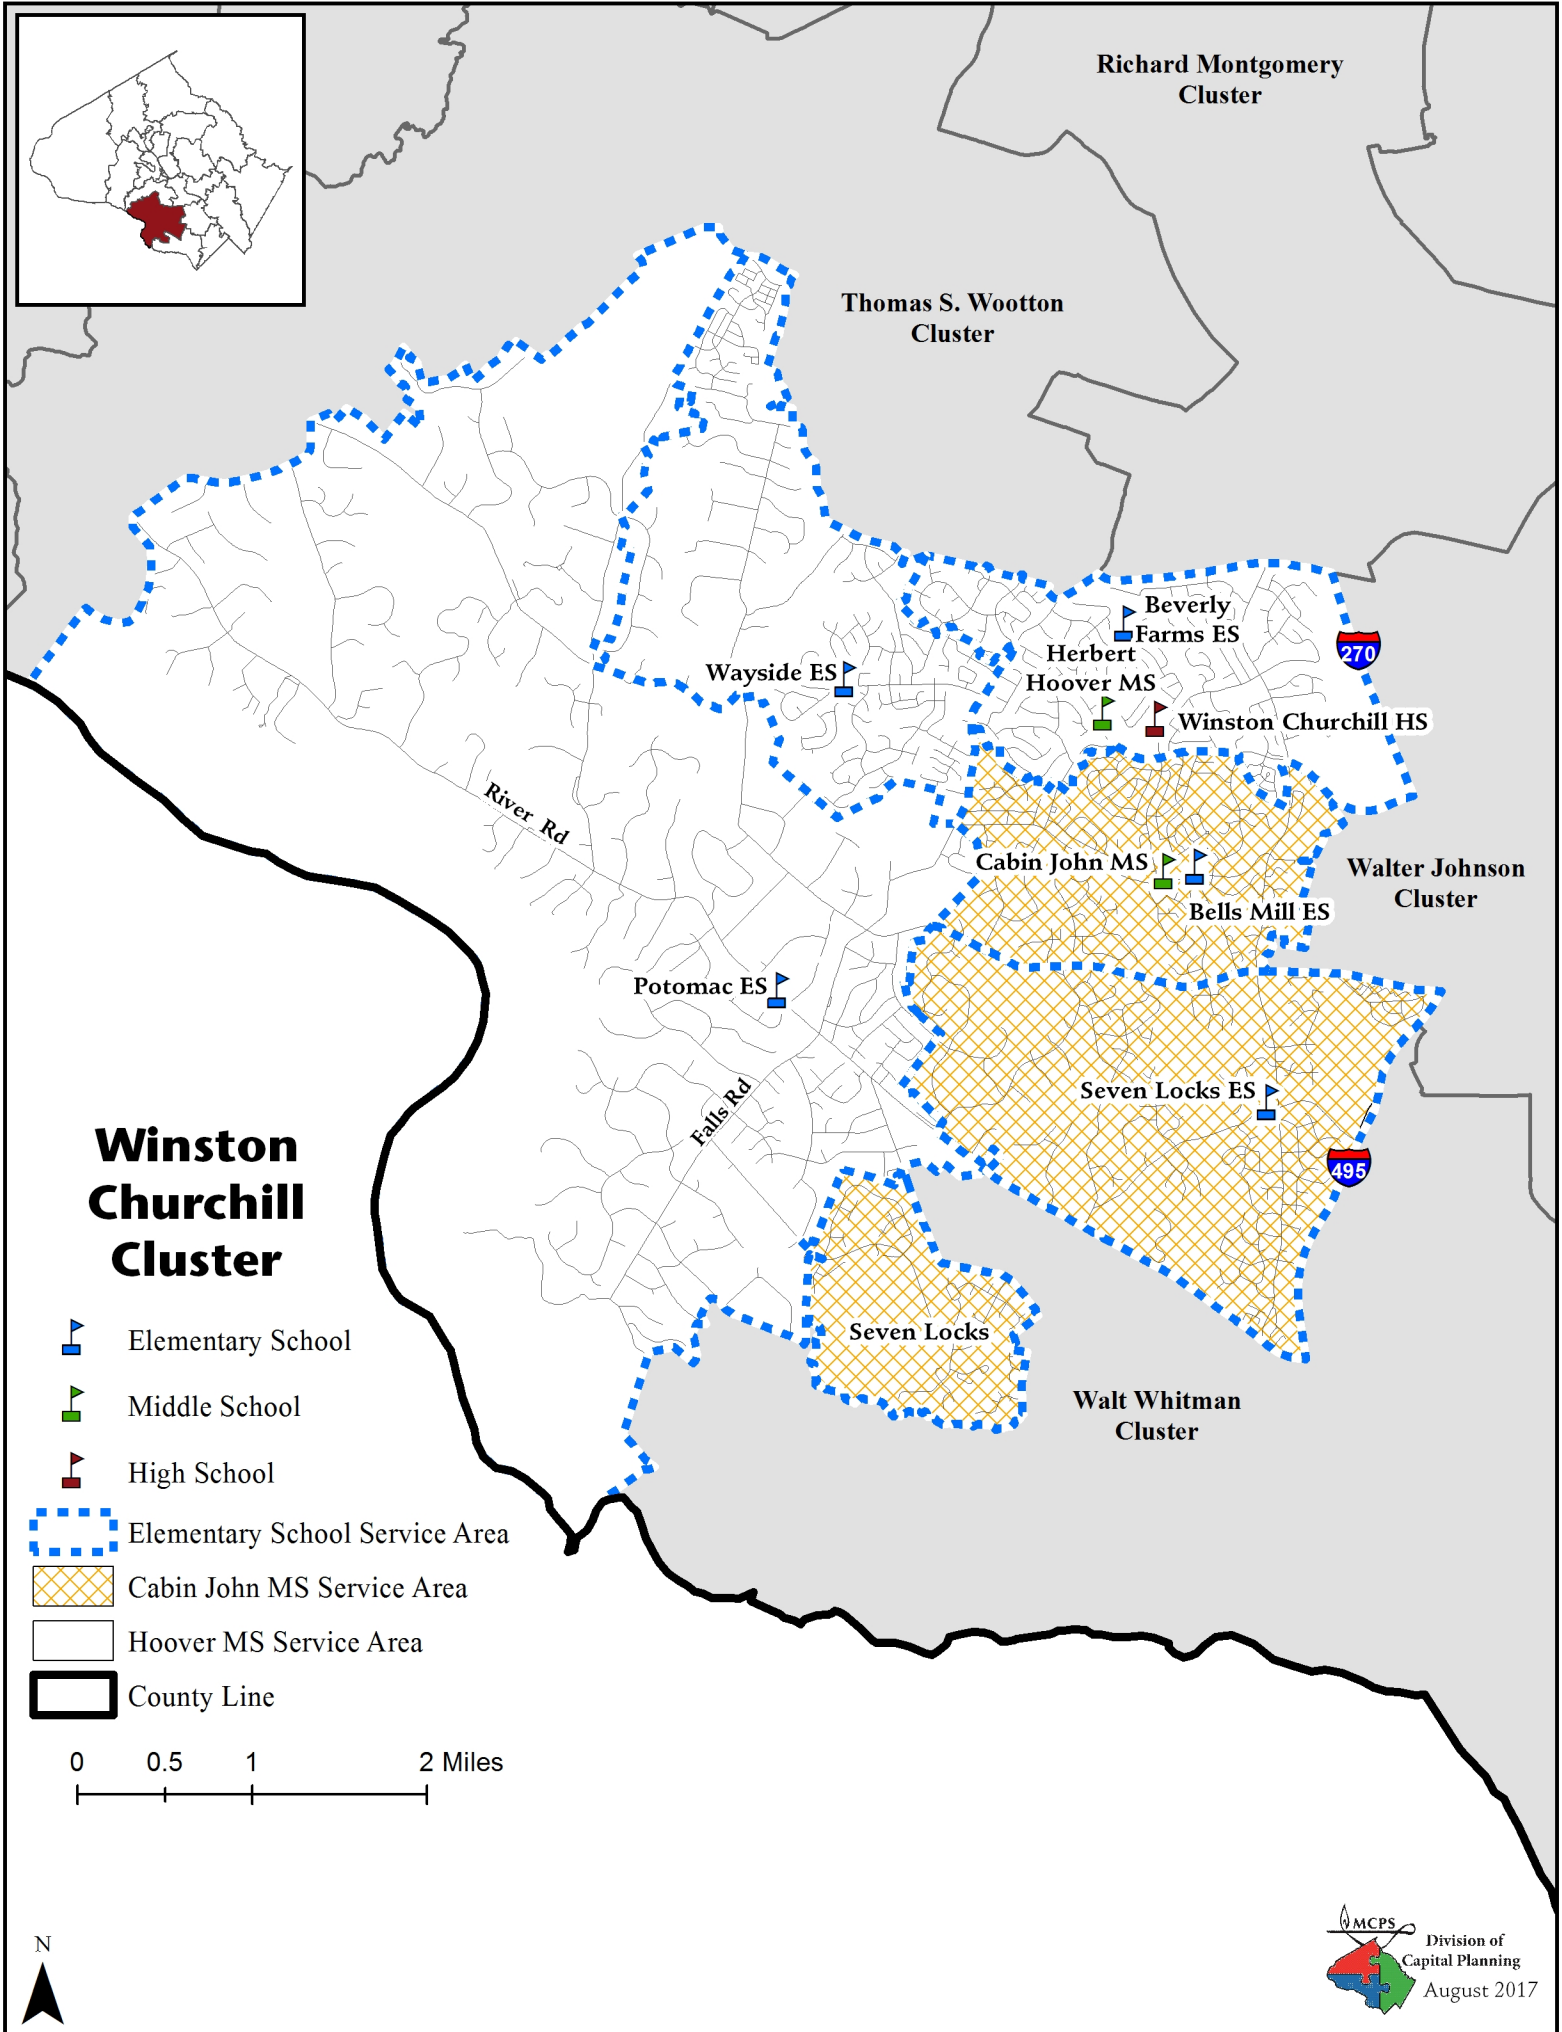 Richard Montgomery
Cluster
Thomas S. Wootton
Cluster
Beverly
Farms ES
Herbert
Hoover MS
270
Wayside ES
Winston Churchill HS
River Rd
Cabin John MS
Bells Mill ES
Walter Johnson
Cluster
Potomac ES
Seven Locks ES
Falls Rd
495
Seven Locks
Walt Whitman
Cluster
Winston
Churchill
Cluster
Elementary School
Middle School
High School
Elementary School Service Area
Cabin John MS Service Area
Hoover MS Service Area
County Line
0 0.5 1 2 Miles
N
MCPS
Division of
Capital Planning
August 2017